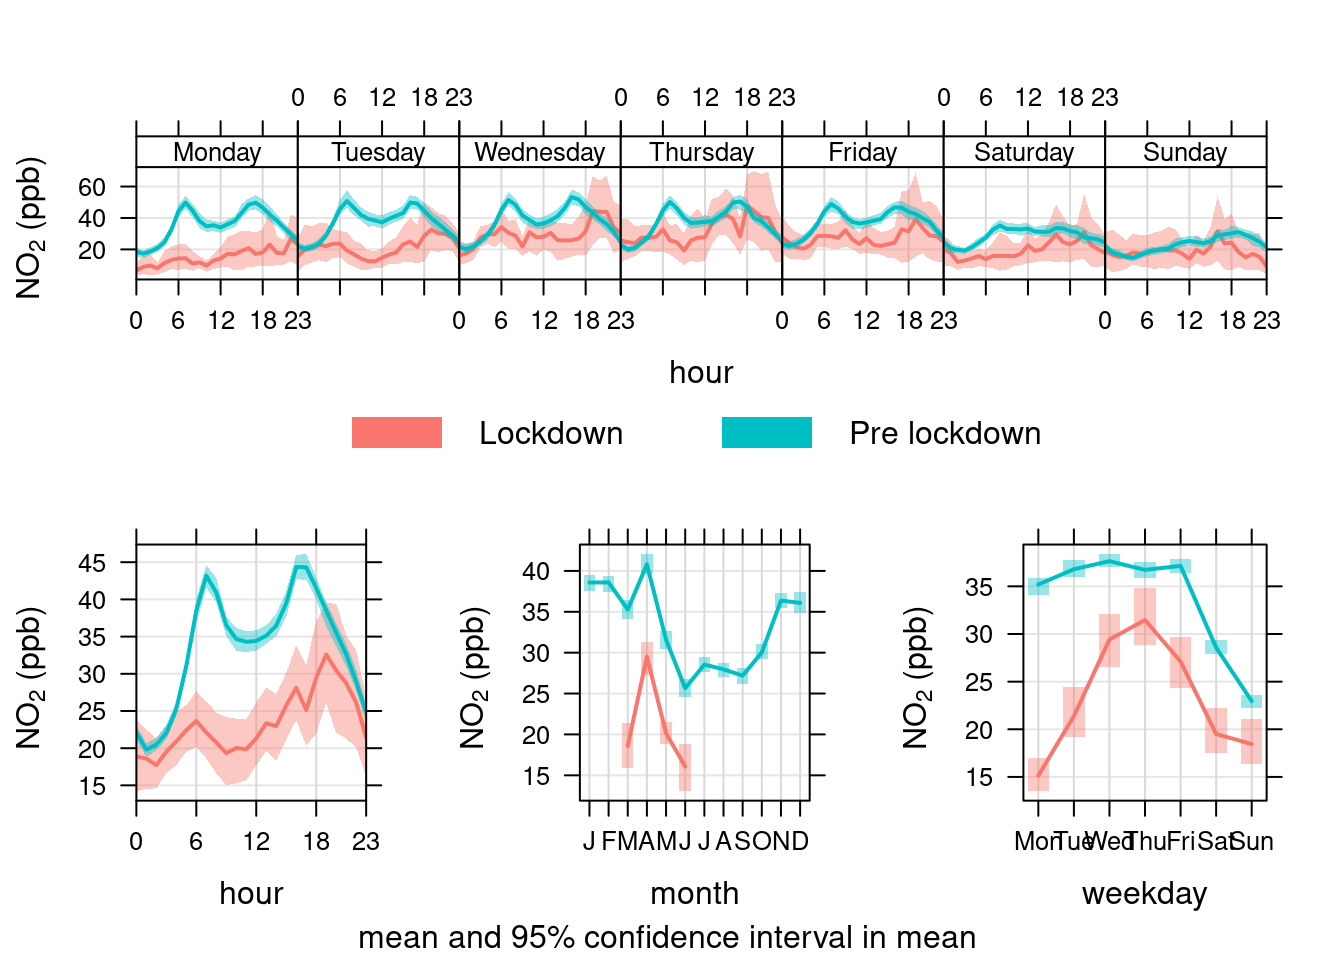 0 6 12 18 23 0 6 12 18 23 0 6 12 18 23
Monday Tuesday Wednesday Thursday Friday Saturday Sunday
NO2 (ppb)
60
40
20
0 6 12 18 23 0 6 12 18 23 0 6 12 18 23 0 6 12 18 23
hour
Lockdown Pre lockdown
NO2 (ppb)
45
40
35
30
25
20
15
0 6 12 18 23
hour
NO2 (ppb)
40
35
30
25
20
15
J F M A M J J A S O N D
month
NO2 (ppb)
35
30
25
20
15
Mon Tue Wed Thu Fri Sat Sun
weekday
mean and 95% confidence interval in mean